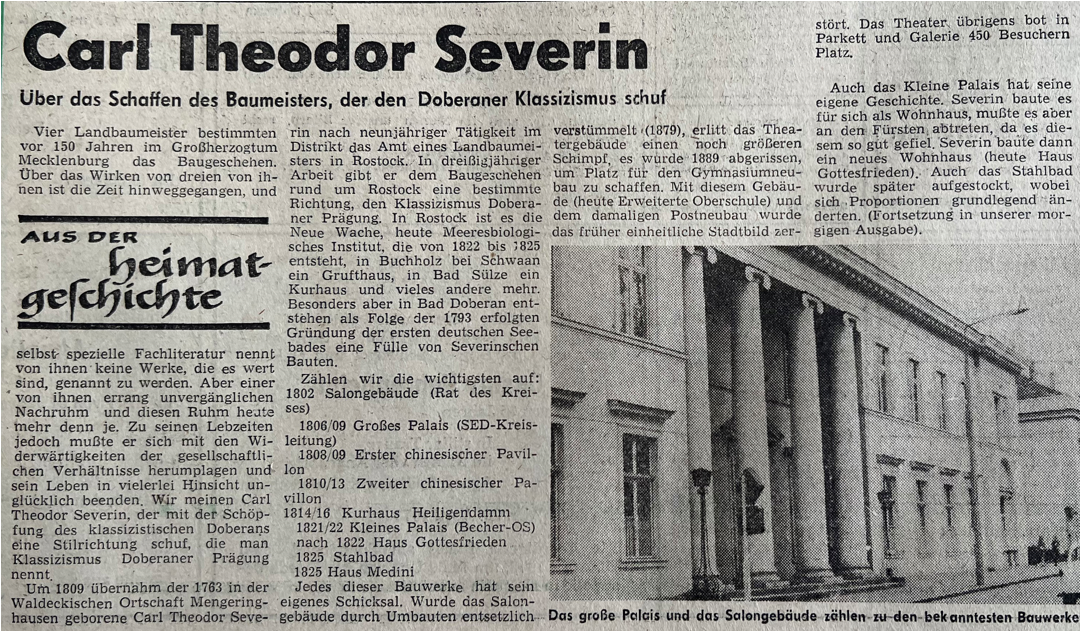 Carl Theodor Severin
Über das Schaffen des Baumeisters, der den Doberaner Klassizismus schuf
Vier Landbaumeister bestimmten
vor 150 Jahren im Großherzogtum
Mecklenburg das Baugeschehen.
Über das Wirken von dreien von ih-
nen ist die Zeit hinweggegangen, und
AUS DER
heimat-
geschichte
selbst spezielle Fachliteratur nennt
von ihnen keine Werke, die es wert
sind, genannt zu werden. Aber einer
von ihnen errang unvergänglichen
Nachruhm und diesen Ruhm heute
mehr denn je. Zu seinen Lebzeiten
jedoch mußte er sich mit den Wi-
derwärtigkeiten der gesellschaftli-
chen Verhältnisse herumplagen und
sein Leben in vielerlei Hinsicht un-
glücklich beenden. Wir meinen Carl
Theodor Severin, der mit der Schöp-
fung des klassizistischen Doberans
eine Stilrichtung schuf, die man
Klassizismus Doberaner Prägung
nennt.
Um 1809 übernahm der 1763 in der
Waldeckischen Ortschaft Mengering-
hausen geborene Carl Theodor Seve-
rin nach neunjähriger Tätigkeit im
Distrikt das Amt eines Landbaumei-
sters in Rostock. In dreißigjähriger
Arbeit gibt er dem Baugeschehen
rund um Rostock eine bestimmte
Richtung, den Klassizismus Dobera-
ner Prägung. In Rostock ist es die
Neue Wache, heute Meeresbiologi-
sches Institut, die von 1822 bis 1825
entsteht, in Buchholz bei Schwaan
ein Grufthaus, in Bad Sülze ein
Kurhaus und vieles andere mehr.
Besonders aber in Bad Doberan ent-
stehen als Folge der 1793 erfolgten
Gründung der ersten deutschen See-
bades eine Fülle von Severinschen
Bauten.
Zählen wir die wichtigsten auf:
1802 Salongebäude (Rat des Krei-
ses)
1806/09 Großes Palais (SED-Kreis-
leitung)
1808/09 Erster chinesischer Pavil-
lon
1810/13 Zweiter chinesischer Pa-
villon
1814/16 Kurhaus Heiligendamm
1821/22 Kleines Palais (Becher-OS)
nach 1822 Haus Gottesfrieden
1825 Stahlbad
1825 Haus Medini
Jedes dieser Bauwerke hat sein
eigenes Schicksal. Wurde das Salon-
gebäude durch Umbauten entsetzlich
verstümmelt (1879), erlitt das Thea-
tergebäude einen noch größeren
Schimpf, es würde 1889 abgerissen,
um Platz für den Gymnasiumneu-
bau zu schaffen. Mit diesem Gebäu-
de (heute Erweiterte Oberschule) und
dem damaligen Postneubau wurde
das früher einheitliche Stadtbild zer-
stört. Das Theater übrigens bot in
Parkett und Galerie 450 Besuchern
Platz.
Auch das Kleine Palais hat seine
eigene Geschichte. Severin baute es
für sich als Wohnhaus, mußte es aber
an den Fürsten abtreten, da es die-
sem so gut gefiel. Severin baute dann
ein neues Wohnhaus (heute Haus
Gottesfrieden). Auch das Stahlbad
wurde später aufgestockt, wobei
sich Proportionen grundlegend än-
derten. (Fortsetzung in unserer mor-
gigen Ausgabe).
Das große Palais und das Salongebäude zählen zu den bekanntesten Bauwerke